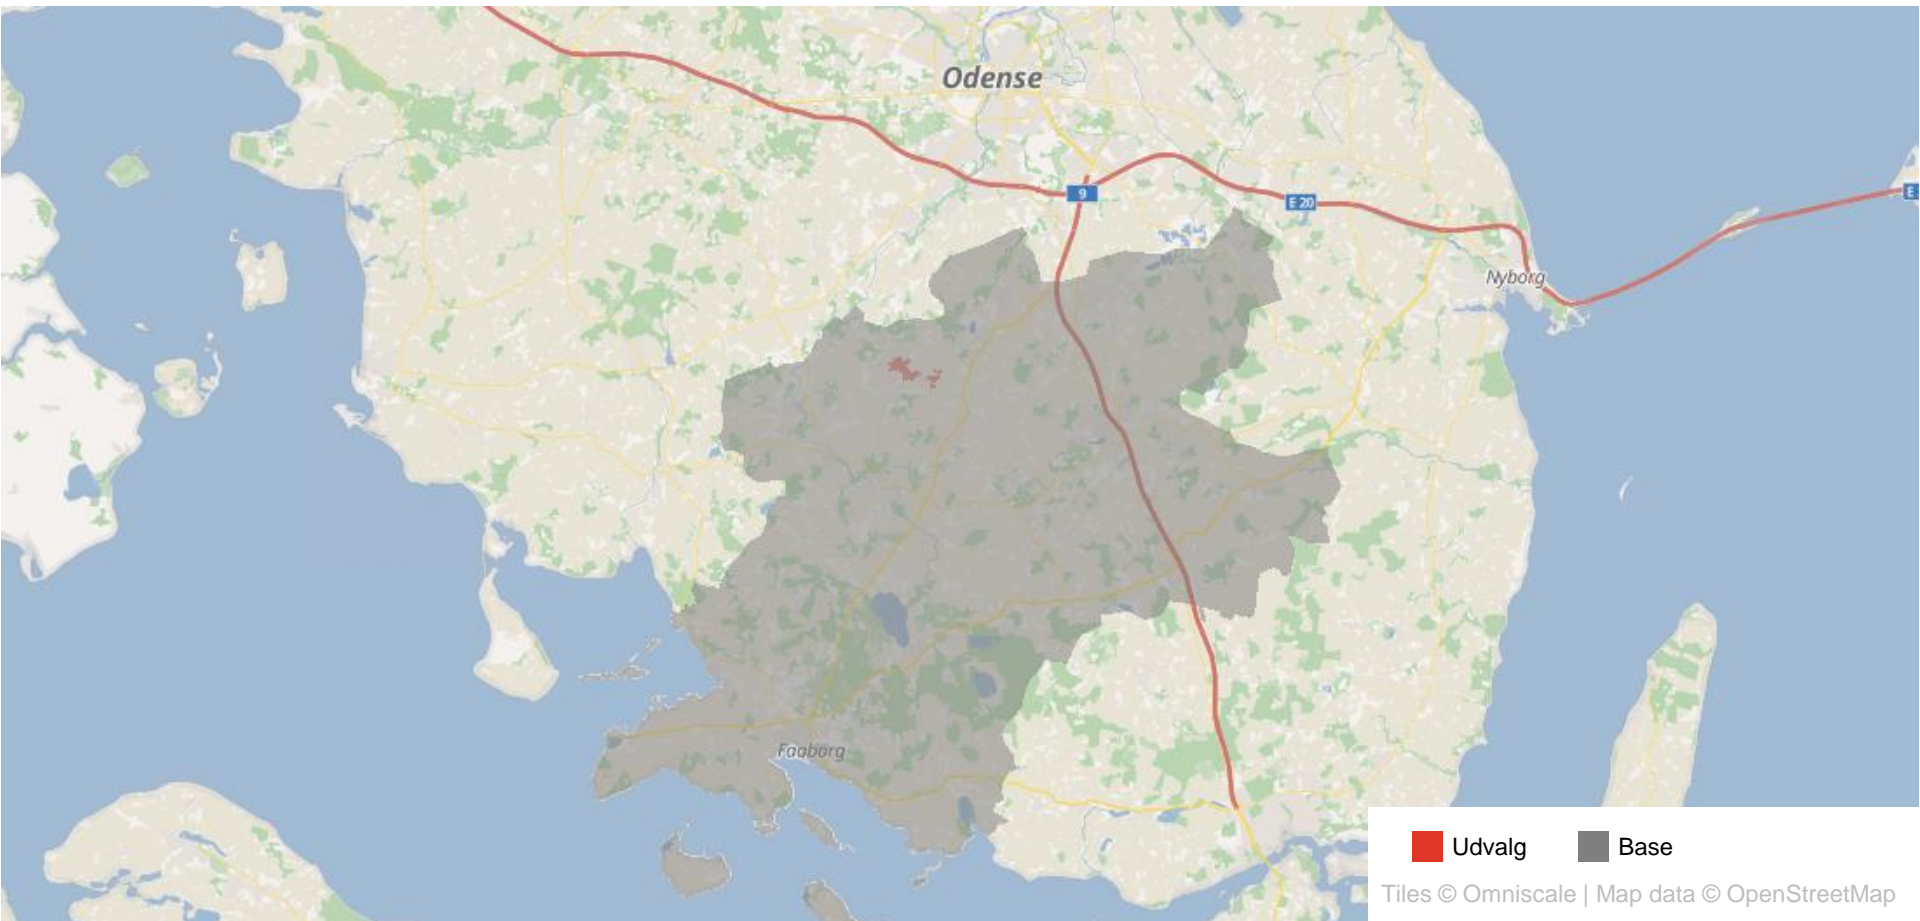 Odense
9
E 20
E
Nyborg
Faaborg
Udvalg
Base
Tiles © Omniscale | Map data © OpenStreetMap